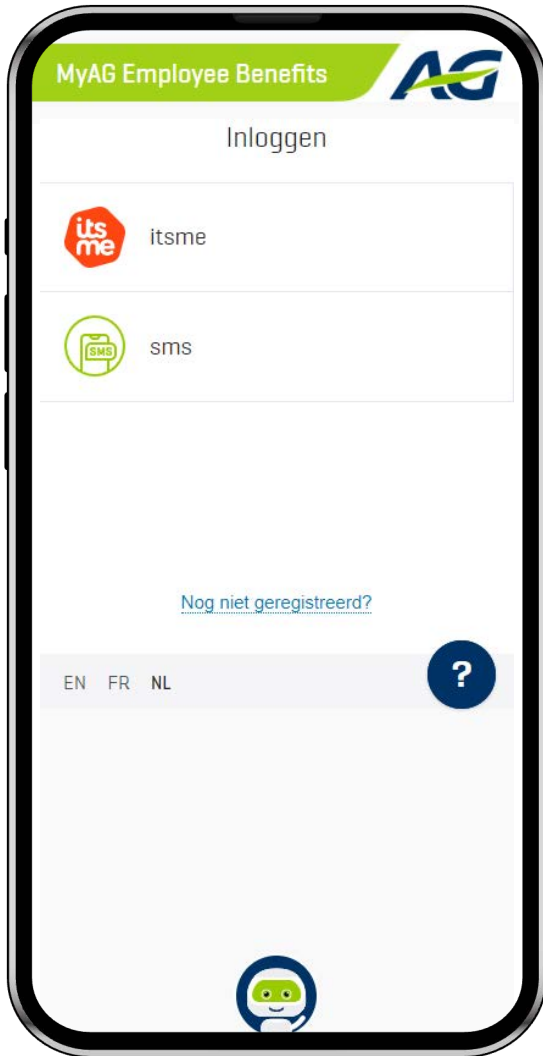 MyAG Employee Benefits
AG
Inloggen
its
me
itsme
SMS
sms
Nog niet geregistreerd?
EN FR NL
?